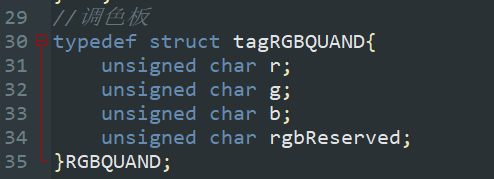 29 //调色板
30 typedef struct tagRGBQUAND{
31 unsigned char r;
32 unsigned char g;
33 unsigned char b;
34 unsigned char rgbReserved;
35 }RGBQUAND;